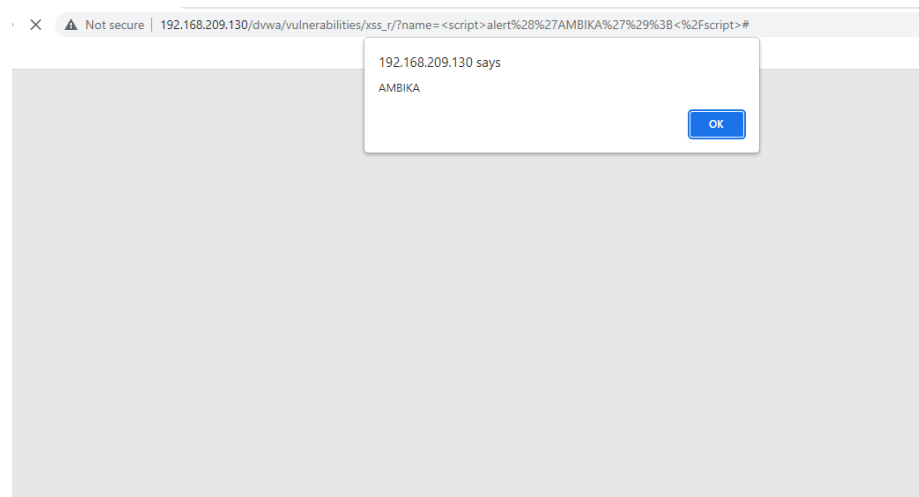 Not secure | 192.168.209.130/dvwa/vulnerabilities/xss_r/?name=<script>alert%28%27AMBIKA%27%29%3B<%2Fscript>#
192.168.209.130 says
AMBIKA
OK